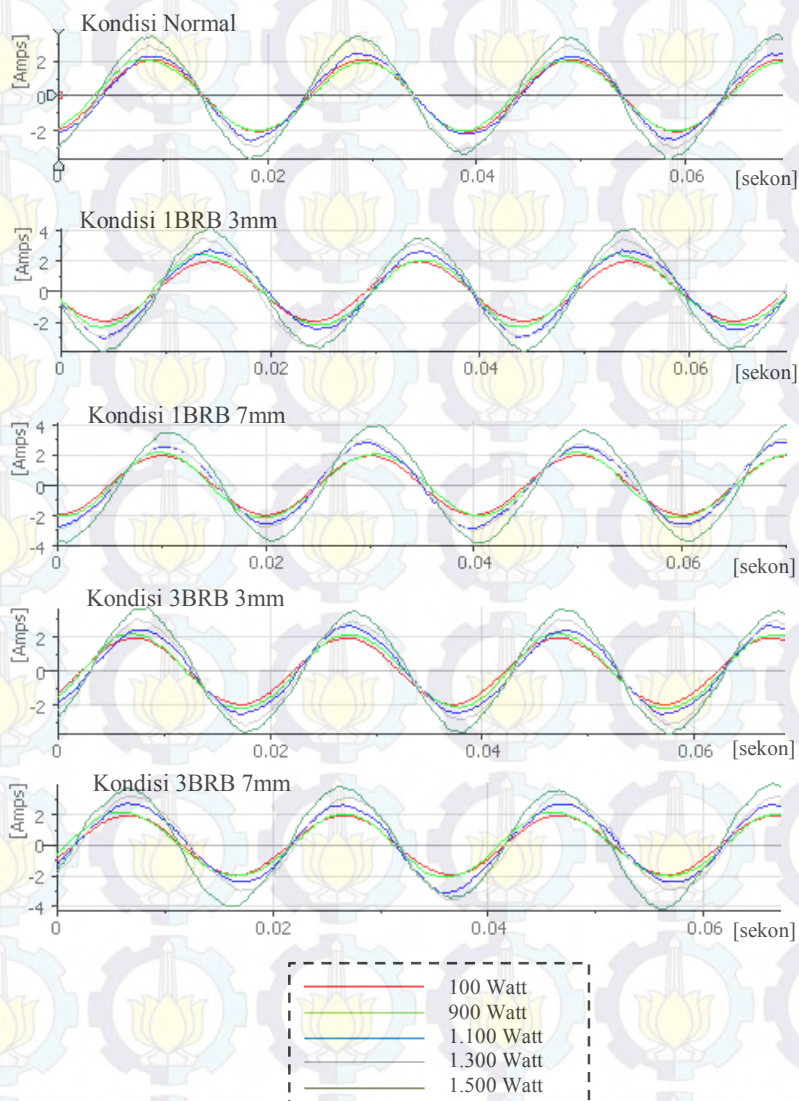 Kondisi Normal
[Amps]
2
0
-2
0
0.02
0.04
0.06
[sekon]
Kondisi 1BRB 3mm
[Amps]
4
2
0
-2
0
0.02
0.04
0.06
[sekon]
Kondisi 1BRB 7mm
[Amps]
4
2
0
-2
-4
0
0.02
0.04
0.06
[sekon]
Kondisi 3BRB 3mm
[Amps]
2
0
-2
0
0.02
0.04
0.06
[sekon]
Kondisi 3BRB 7mm
[Amps]
2
0
-2
-4
0
0.02
0.04
0.06
[sekon]
100 Watt
900 Watt
1.100 Watt
1.300 Watt
1.500 Watt